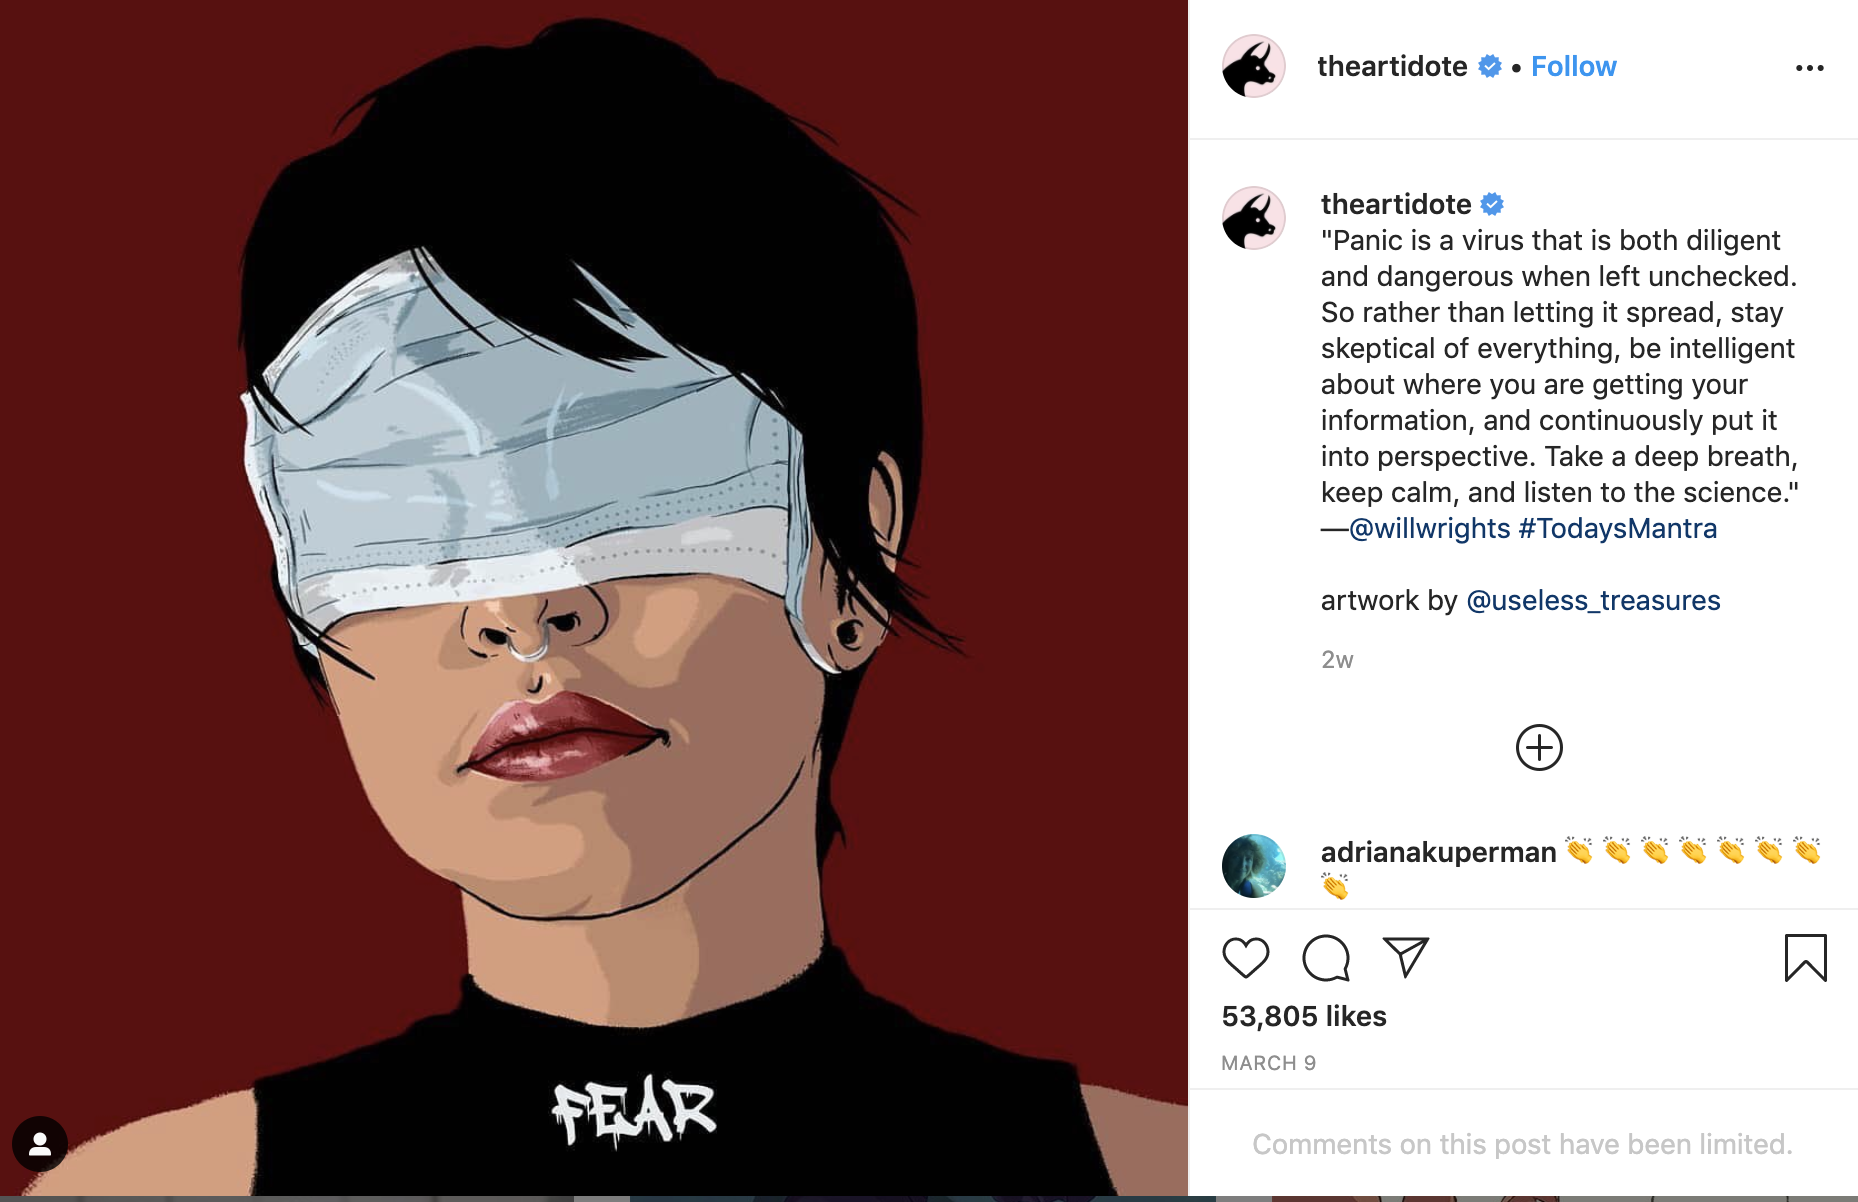 FEAR
theartidote • Follow
theartidote
"Panic is a virus that is both diligent
and dangerous when left unchecked.
So rather than letting it spread, stay
skeptical of everything, be intelligent
about where you are getting your
information, and continuously put it
into perspective. Take a deep breath,
keep calm, and listen to the science."
—@willwrights #TodaysMantra
artwork by @useless_treasures
2w
adrianakuperman 👏👏👏👏👏👏👏
👏
53,805 likes
MARCH 9
Comments on this post have been limited.